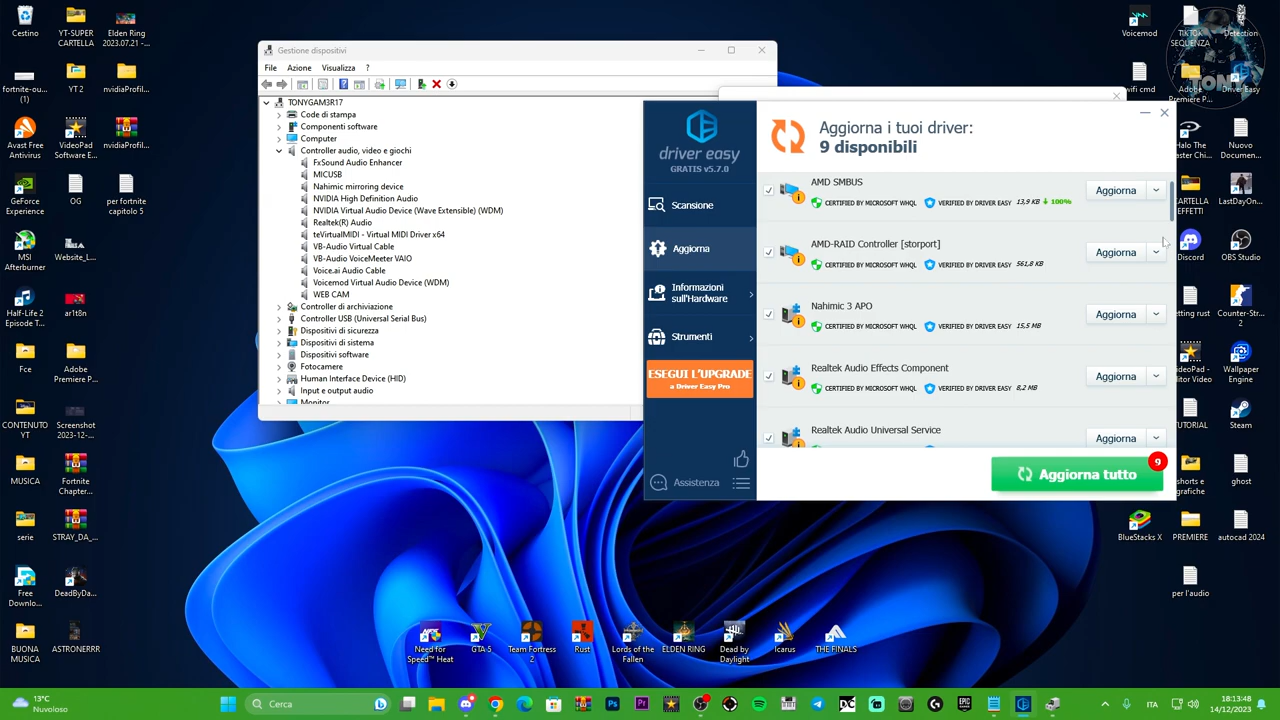 Cestino
YT-SUPER
CARTELLA
Elden Ring
2023.07.21 -...
fortnite-ou...
(1)
YT 2
nvidiaProfil...
Avast Free
Antivirus
VideoPad
Software E...
nvidiaProfil...
GeForce
Experience
OG
per fortnite
capitolo 5
MSI
Afterburner
Website_L...
Half-Life 2
Episode T...
ar18n
Fce
Adobe
Premiere P...
CONTENUTO
YT
Screenshot
2023-12-...
MUSICA
Fortnite
Chapter...
serie
STRAY_DA_...
Free
Downlo...
DeadByDa...
BUONA
MUSICA
ASTRONERRR
Gestione dispositivi
File
Azione
Visualizza
?
TONYGAM3R17
Code di stampa
Componenti software
Computer
Controller audio, video e giochi
FxSound Audio Enhancer
MICUSB
Nahimic mirroring device
NVIDIA High Definition Audio
NVIDIA Virtual Audio Device (Wave Extensible) (WDM)
Realtek(R) Audio
teVirtualMIDI - Virtual MIDI Driver x64
VB-Audio Virtual Cable
VB-Audio VoiceMeeter VAIO
Voice.ai Audio Cable
Voicemod Virtual Audio Device (WDM)
WEB CAM
Controller di archiviazione
Controller USB (Universal Serial Bus)
Dispositivi di sicurezza
Dispositivi di sistema
Dispositivi software
Fotocamere
Human Interface Device (HID)
Input e output audio
Monitor
driver easy
GRATIS v5.7.0
Scansione
Aggiorna
Informazioni
sull'Hardware
Strumenti
ESEGUI L'UPGRADE
a Driver Easy Pro
Assistenza
Aggiorna i tuoi driver:
9 disponibili
AMD SMBUS
CERTIFIED BY MICROSOFT WHQL
VERIFIED BY DRIVER EASY
13,9 KB
100%
Aggiorna
AMD-RAID Controller [storport]
CERTIFIED BY MICROSOFT WHQL
VERIFIED BY DRIVER EASY
561,8 KB
Aggiorna
Nahimic 3 APO
CERTIFIED BY MICROSOFT WHQL
VERIFIED BY DRIVER EASY
15,5 MB
Aggiorna
Realtek Audio Effects Component
CERTIFIED BY MICROSOFT WHQL
VERIFIED BY DRIVER EASY
8,2 MB
Aggiorna
Realtek Audio Universal Service
Aggiorna
Aggiorna tutto
9
Voicemod
TIKTOK
SEQUENZA
Detection
wifi cmd
Adobe
Premiere P...
Driver Easy
TONY
Halo The
Master Chi...
Nuovo
Documen...
CARTELLA
EFFETTI
LastDayOn...
Discord
OBS Studio
etting rust
Counter-Str...
2
Wallpaper
Engine
Steam
ghost
BlueStacks X
PREMIERE
autocad 2024
per l'audio
Need for
Speed™ Heat
GTA-5
Team Fortress
2
Rust
Lords of the
Fallen
ELDEN RING
Dead by
Daylight
Icarus
THE FINALS
13°C
Nuvoloso
Cerca
ITA
18:13:48
14/12/2023